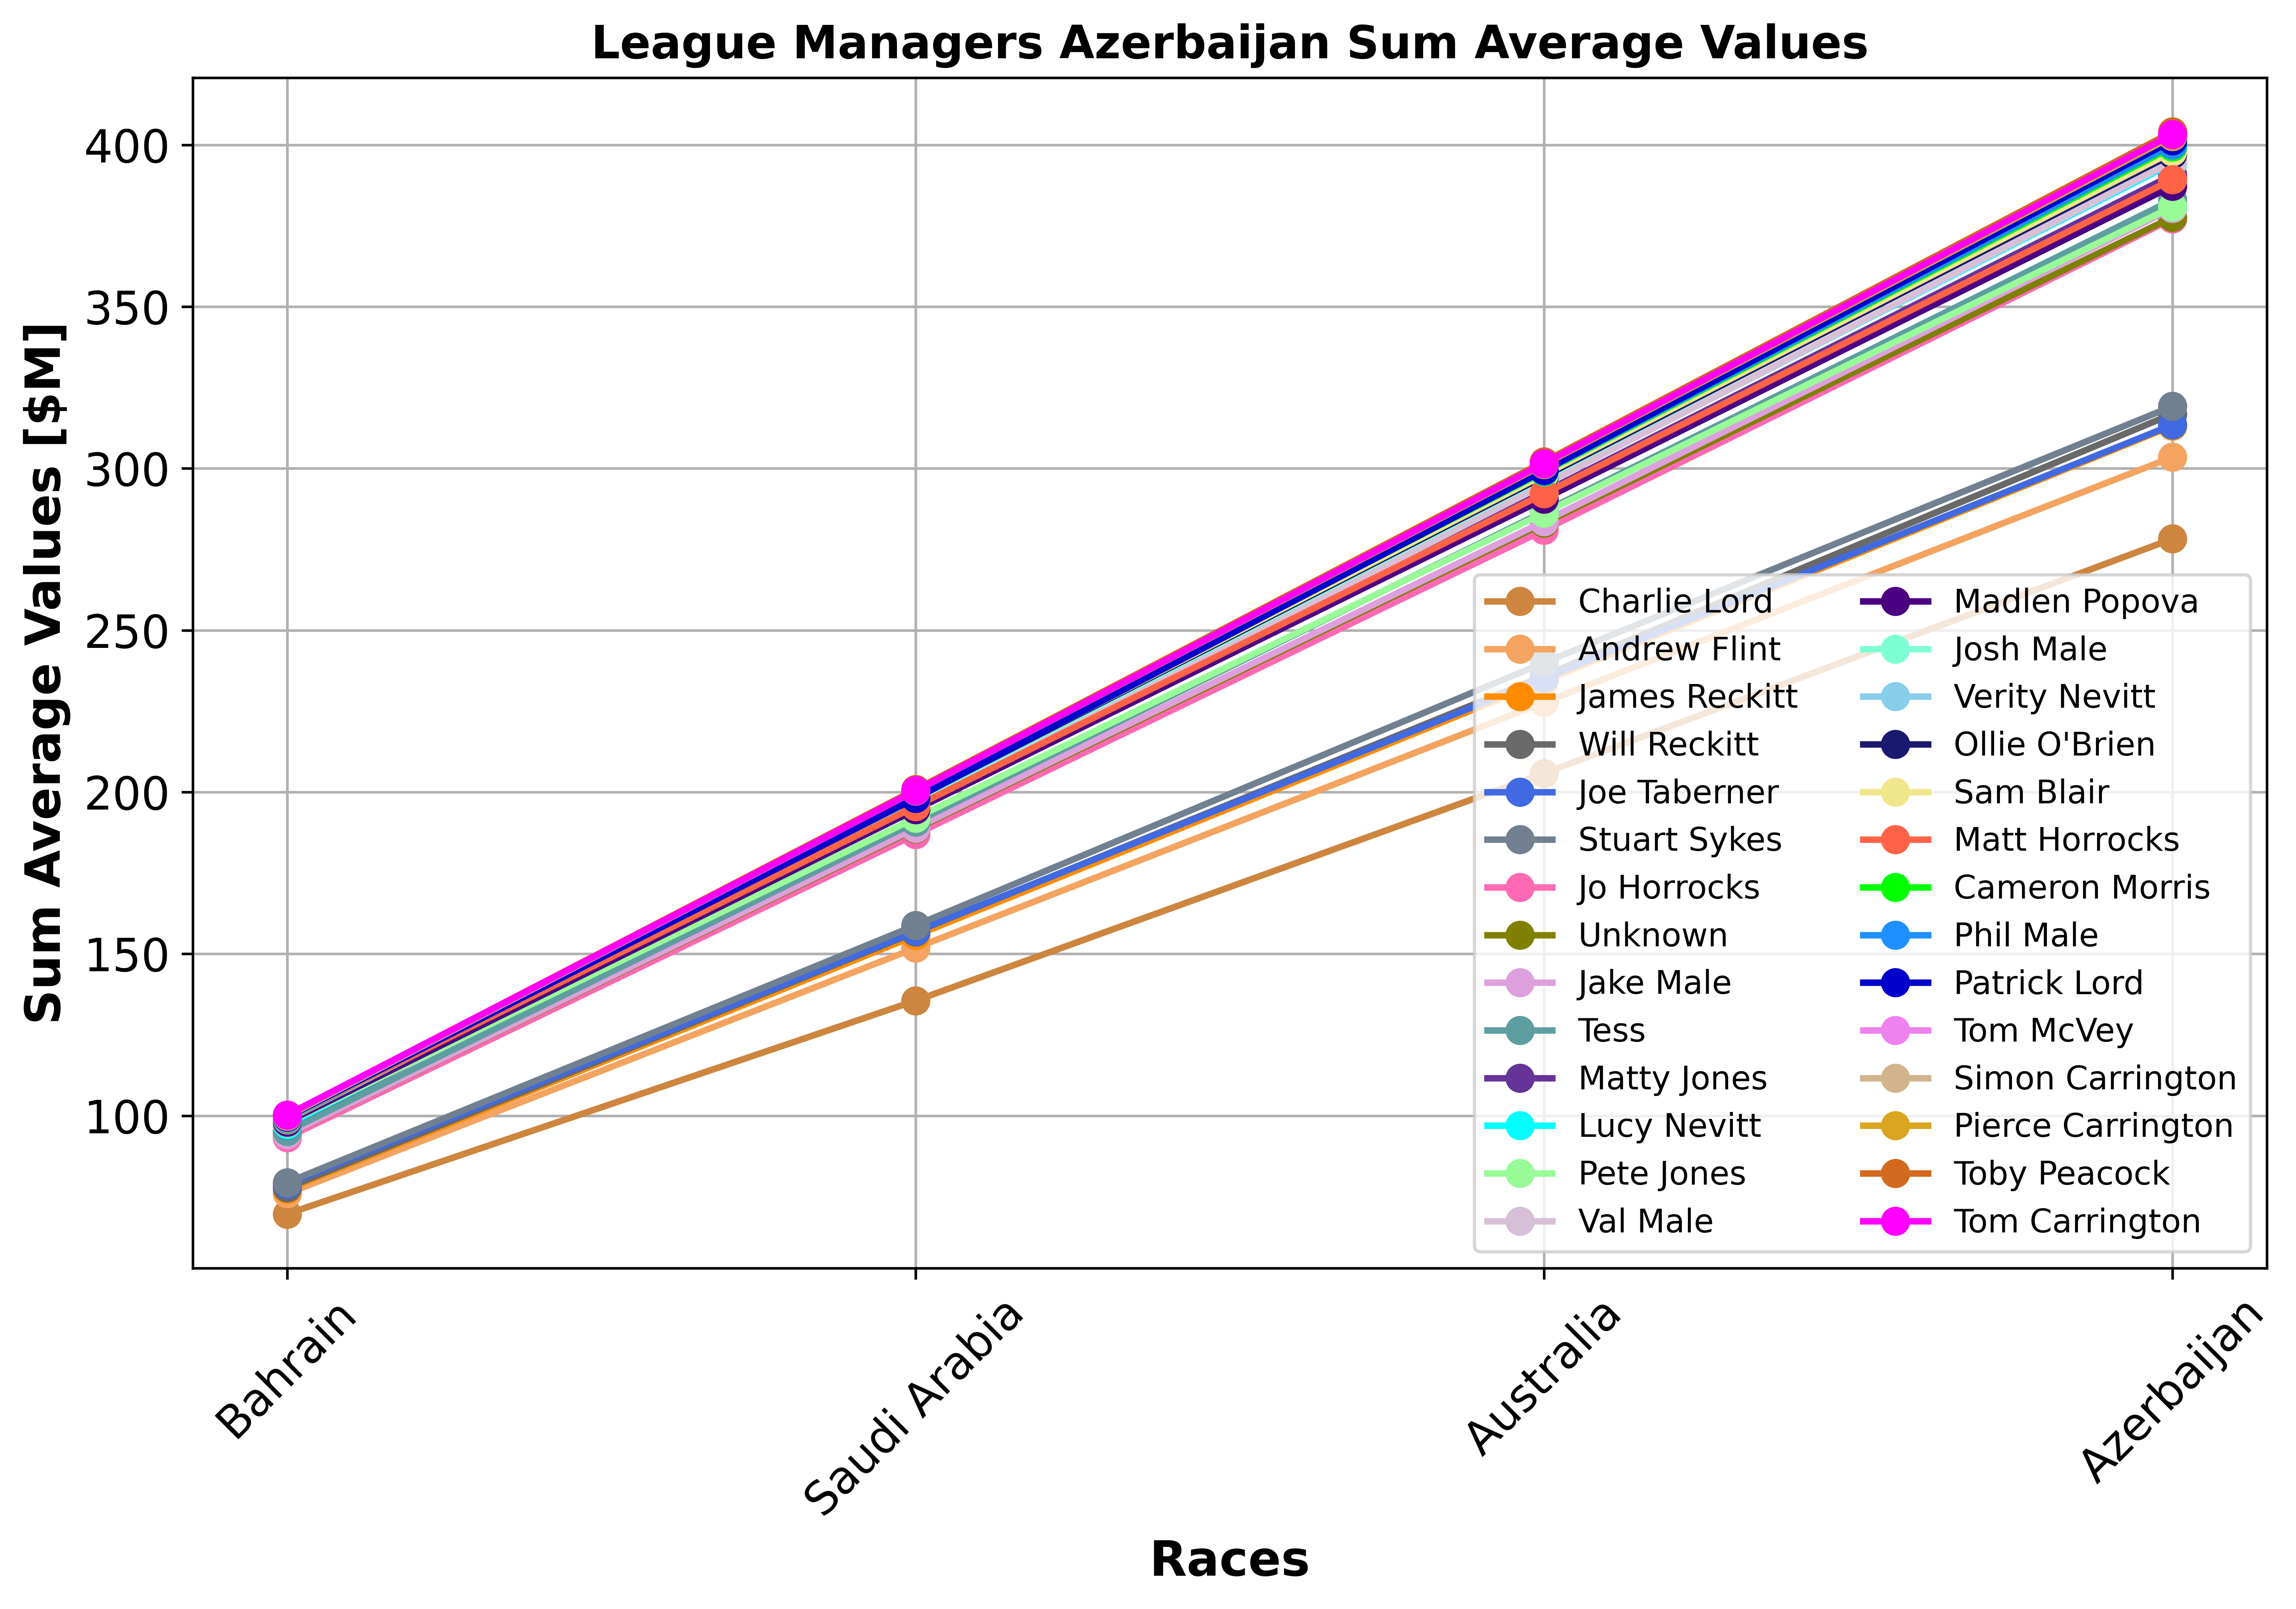 League Managers Azerbaijan Sum Average Values
Sum Average Values [$M]
400
350
300
250
200
150
100
Charlie Lord
Andrew Flint
James Reckitt
Will Reckitt
Joe Taberner
Stuart Sykes
Jo Horrocks
Unknown
Jake Male
Tess
Matty Jones
Lucy Nevitt
Pete Jones
Val Male
Madlen Popova
Josh Male
Verity Nevitt
Ollie O'Brien
Sam Blair
Matt Horrocks
Cameron Morris
Phil Male
Patrick Lord
Tom McVey
Simon Carrington
Pierce Carrington
Toby Peacock
Tom Carrington
Bahrain
Saudi Arabia
Australia
Azerbaijan
Races